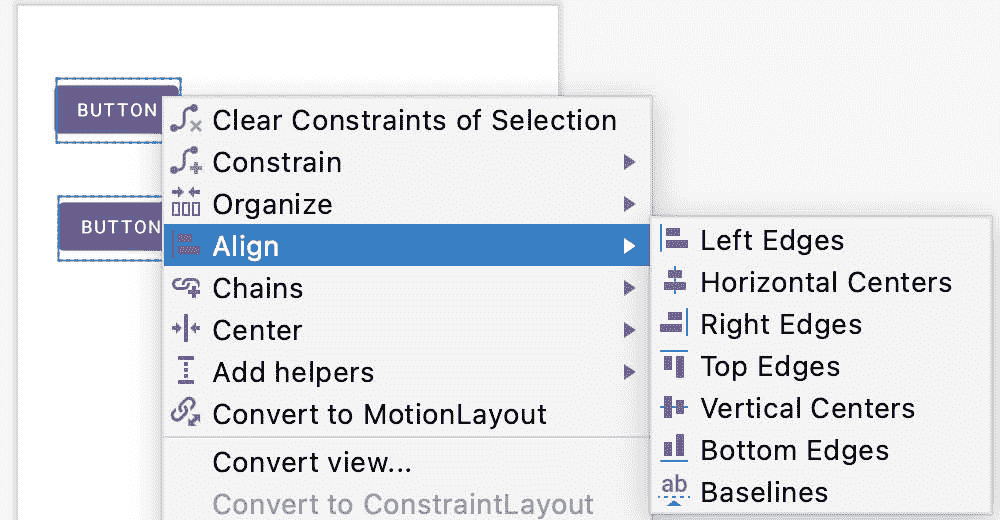 BUTTON
BUTTON
Clear Constraints of Selection
Constrain
Organize
Align
Chains
Center
Add helpers
Convert to MotionLayout
Convert view...
Convert to ConstraintLayout
Left Edges
Horizontal Centers
Right Edges
Top Edges
Vertical Centers
Bottom Edges
ab
Baselines